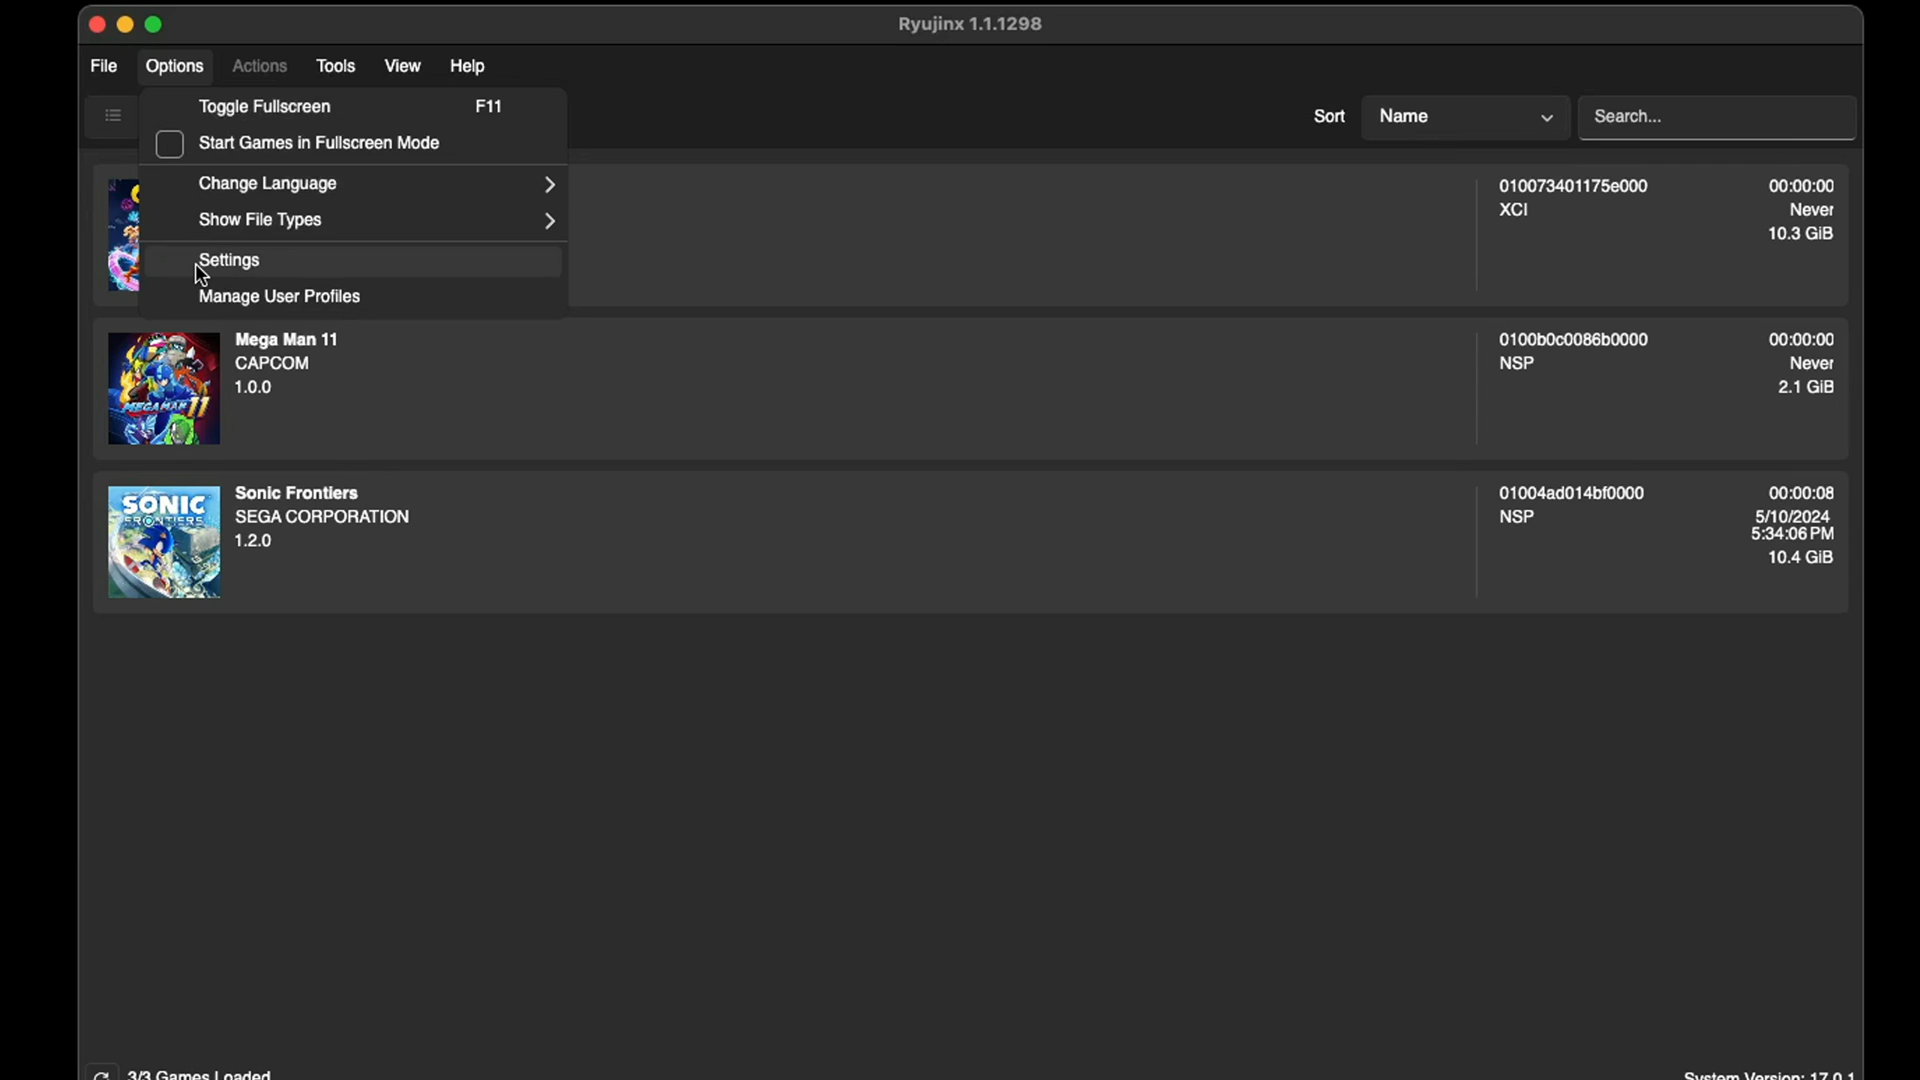 Ryujinx 1.1.1298
File Options Actions Tools View Help
Toggle Fullscreen F11
Start Games in Fullscreen Mode
Change Language
Show File Types
Settings
Manage User Profiles
Sort Name Search...
010073401175e000 00:00:00
XCI Never
10.3 GiB
Mega Man 11 0100b0c0086b0000 00:00:00
CAPCOM NSP Never
1.0.0 2.1 GiB
MEGAMAN 11
Sonic Frontiers 01004ad014bf0000 00:00:08
SEGA CORPORATION NSP 5/10/2024
5:34:06 PM
1.2.0 10.4 GiB
SONIC
FRONTIERS
3/3 Games Loaded System Version: 17.0.1